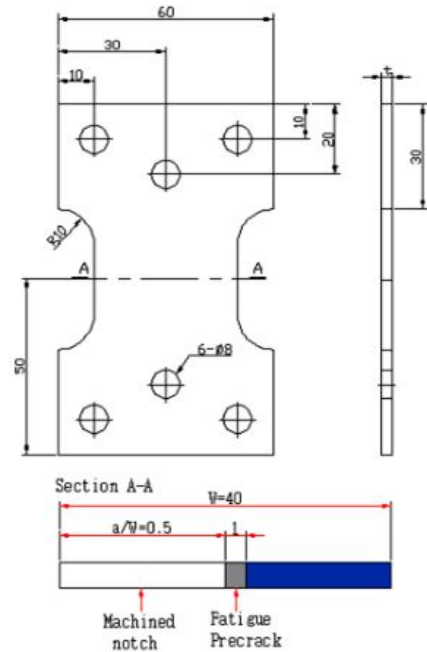 60
30
10
t
10
20
30
R10
A
A
6-ø8
50
Section A-A
W=40
a/W=0.5
1
Machined
notch
Fatigue
Precrack